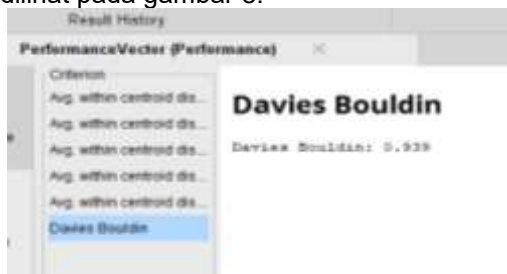 dilihat pada gambar 8.
Result History
PerformanceVector (Performance)
Criterion
Avg. within centroid dis...
Avg. within centroid dis...
Avg. within centroid dis...
Avg. within centroid dis...
Avg. within centroid dis...
Davies Bouldin
Davies Bouldin
Davies Bouldin: 0.939